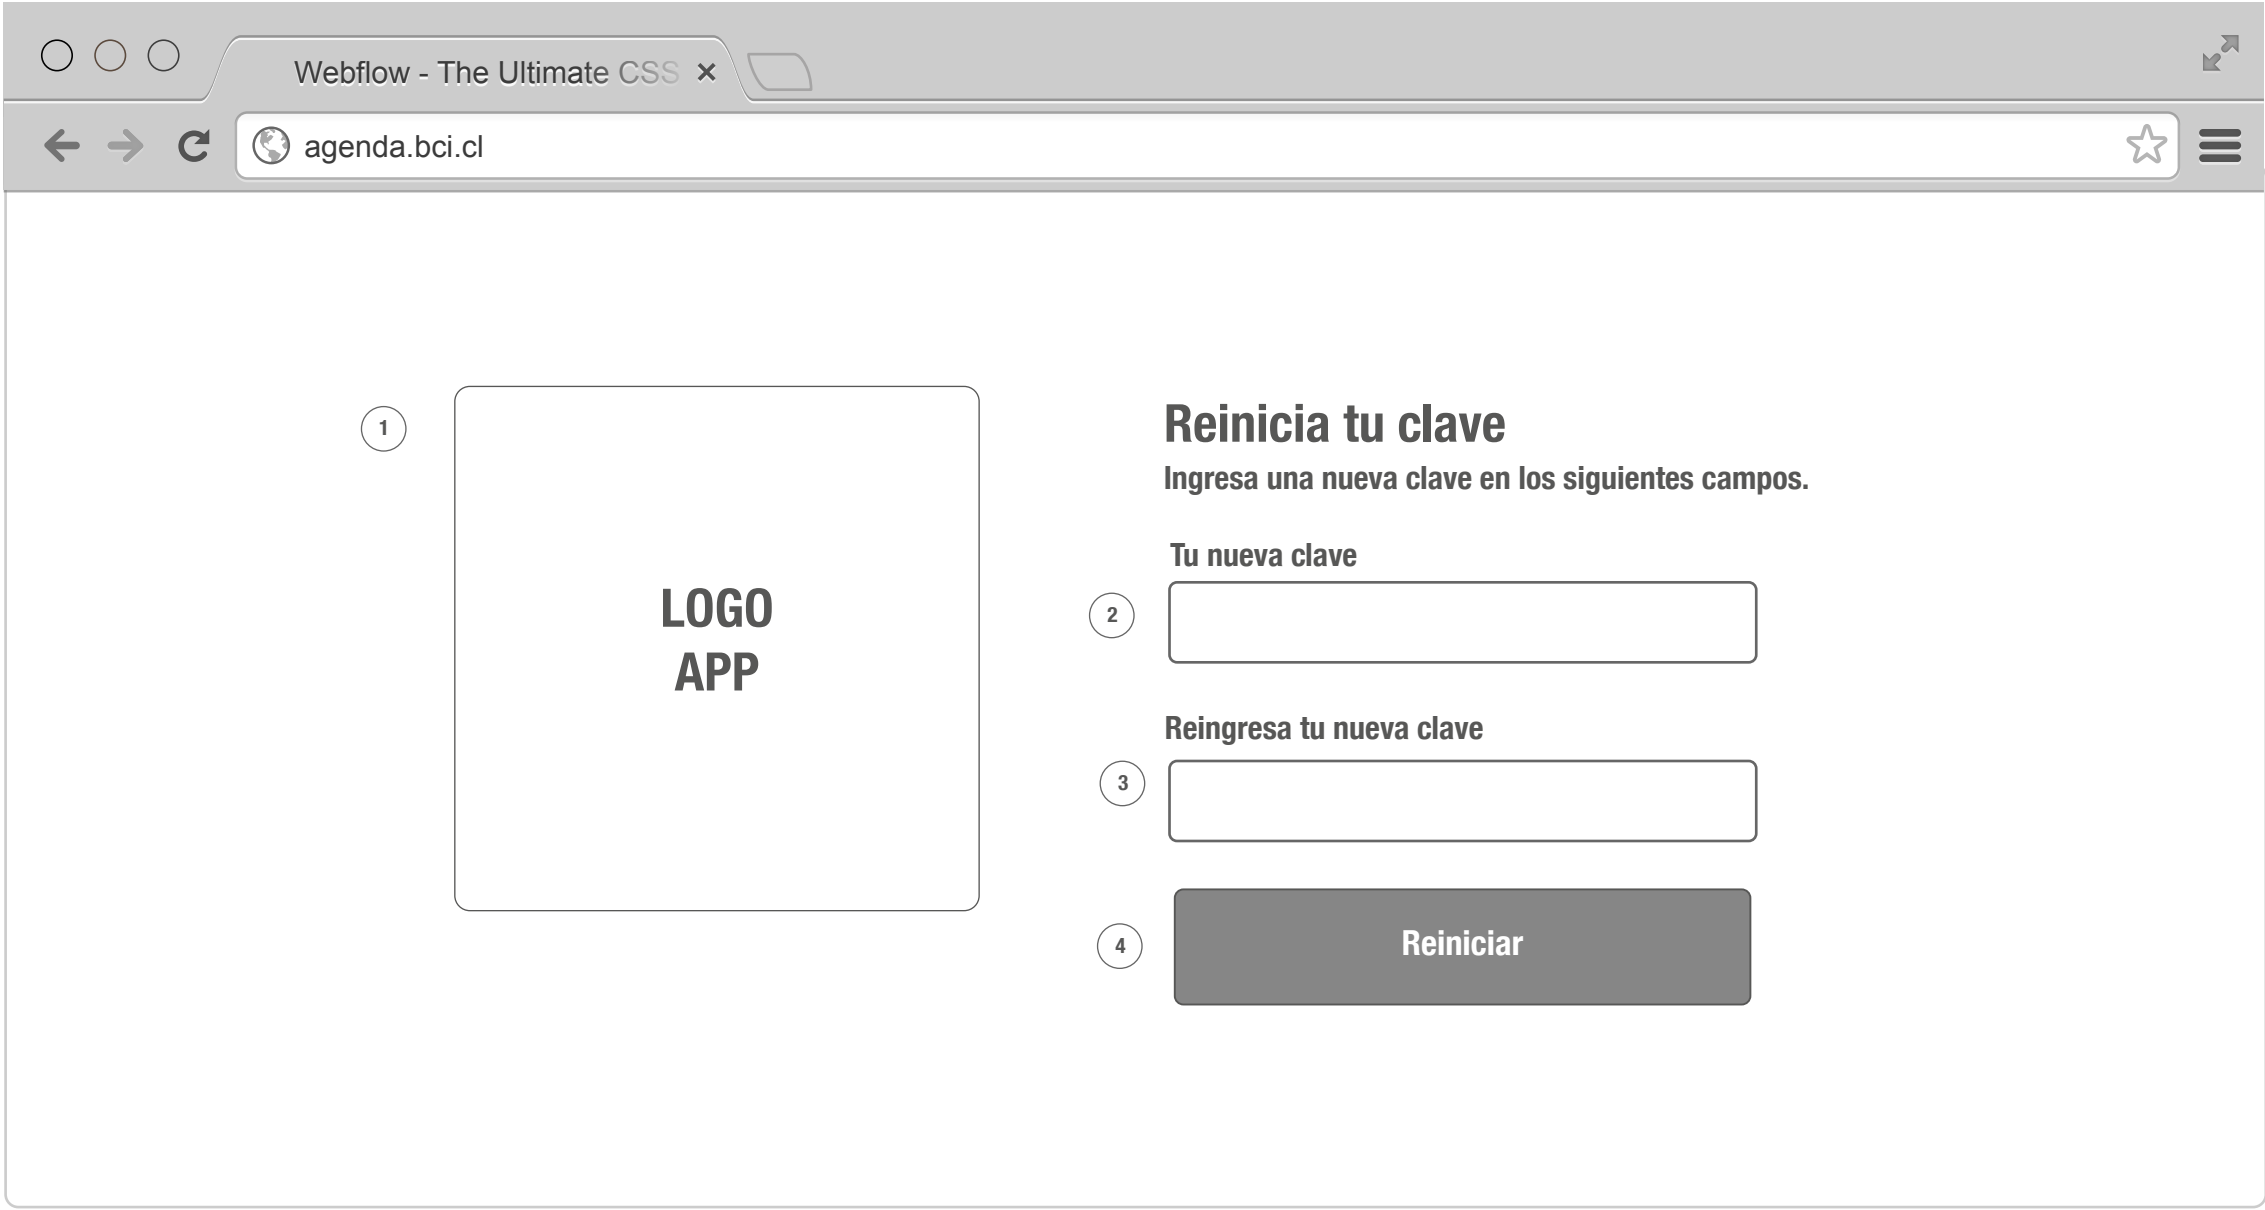 Webflow - The Ultimate CSS
agenda.bci.cl
1
LOGO
APP
Reinicia tu clave
Ingresa una nueva clave en los siguientes campos.
Tu nueva clave
2
Reingresa tu nueva clave
3
4
Reiniciar